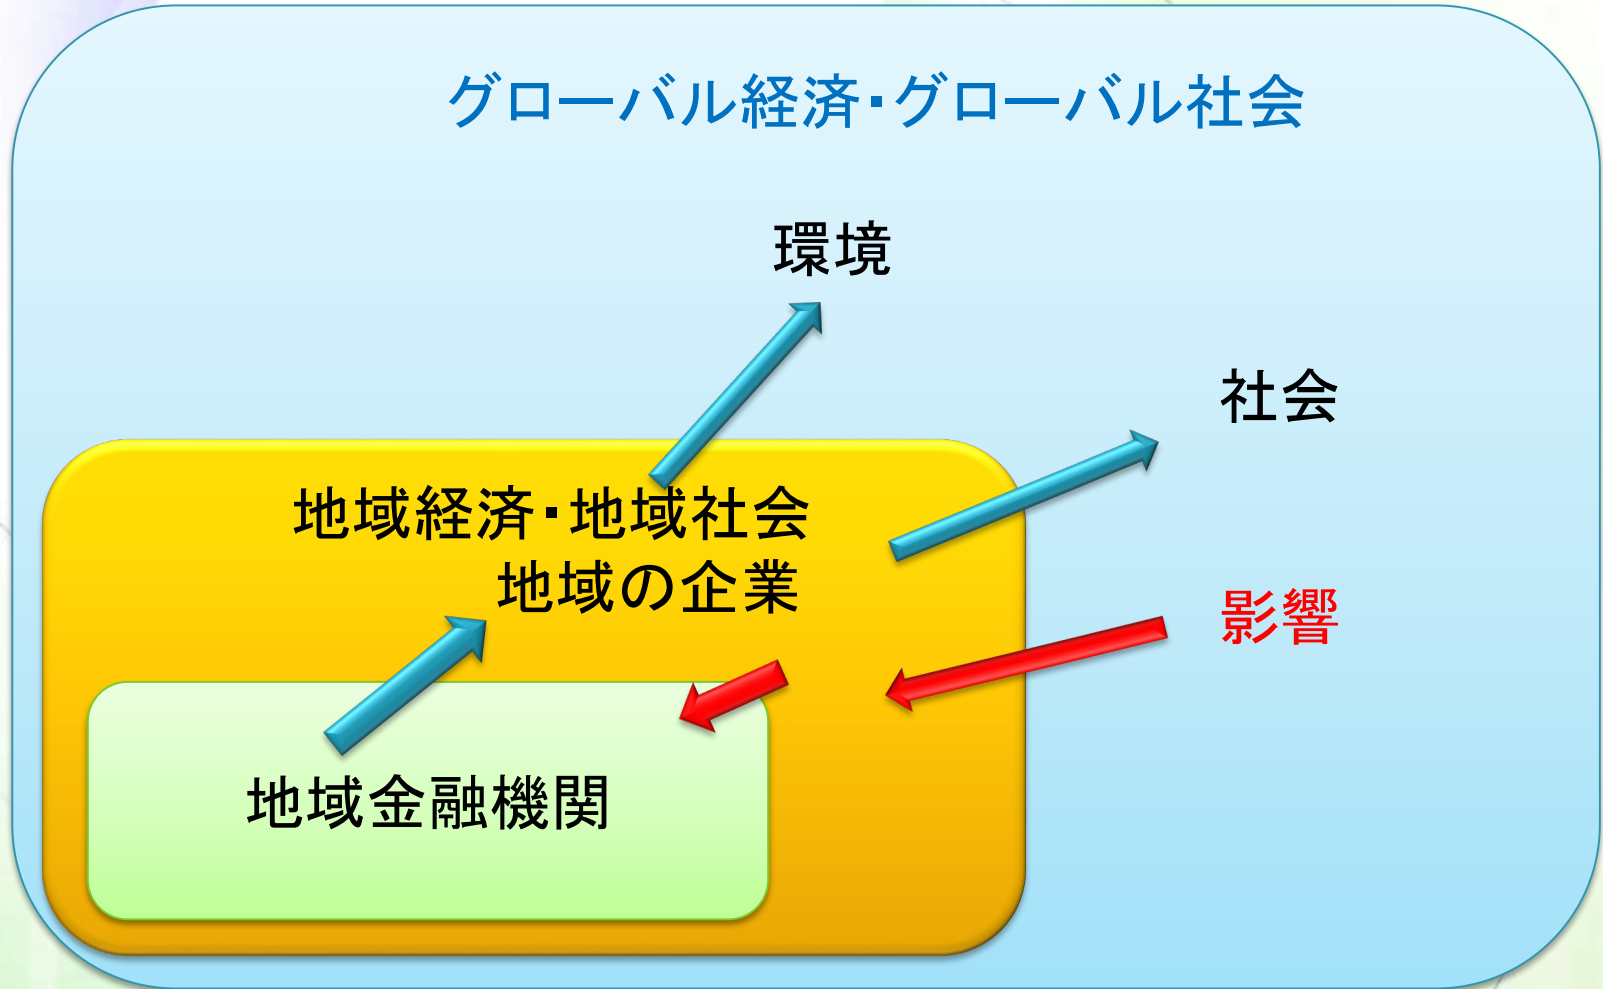 グローバル経済・グローバル社会
環境
社会
地域経済・地域社会
地域の企業
影響
地域金融機関